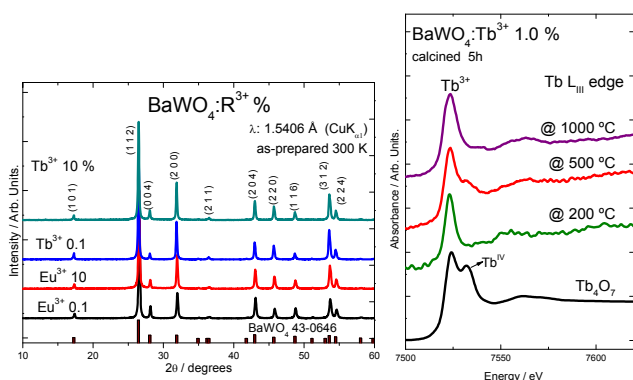 BaWO₄:R³⁺ %
λ: 1.5406 Å (CuKα1)
as-prepared 300 K
(1 1 2)
(2 0 0)
Tb³⁺ 10 %
(1 0 1)
(0 0 4)
(2 1 1)
(2 0 4)
(2 2 0)
(1 1 6)
(3 1 2)
(2 2 4)
Tb³⁺ 0.1
Eu³⁺ 10
Eu³⁺ 0.1
BaWO₄ 43-0646
Intensity / Arb. Units.
10 20 30 40 50 60
2θ / degrees
BaWO₄:Tb³⁺ 1.0%
calcined 5h
Tb³⁺
Tb L_III edge
@ 1000 ºC
@ 500 ºC
@ 200 ºC
Tb^IV
Tb₄O₇
Absorbance / Arb. Units.
7500 7550 7600
Energy / eV